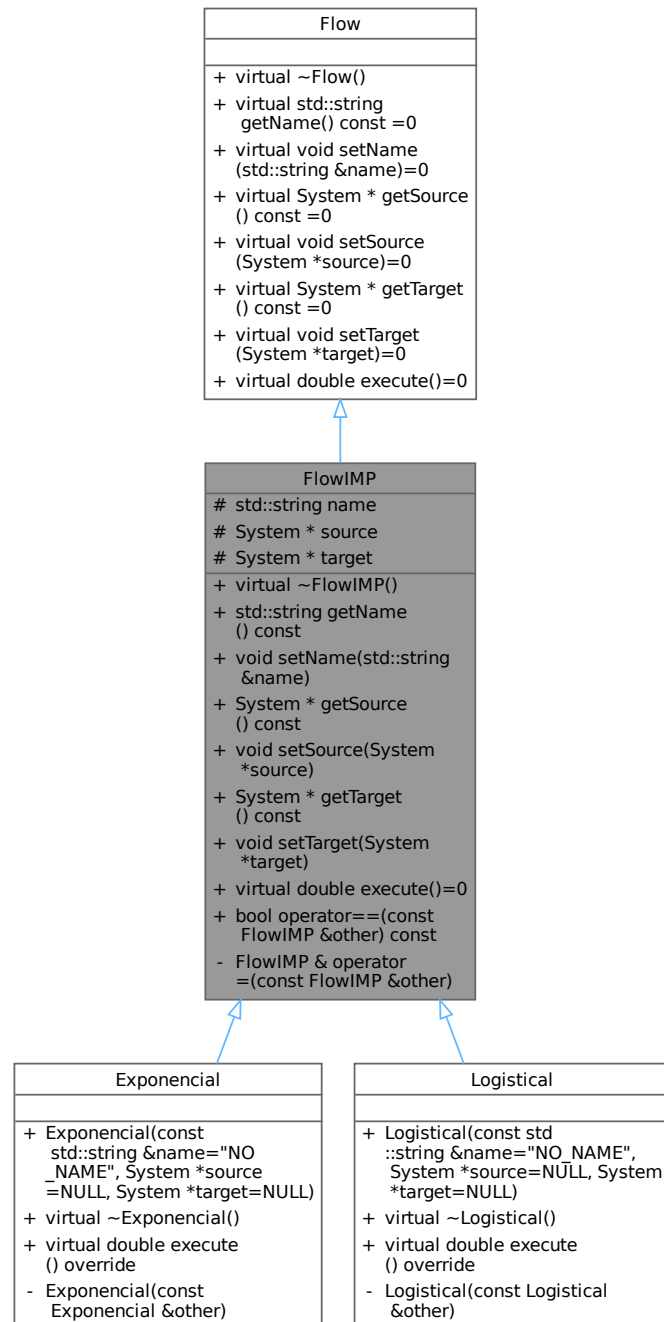 Flow
+ virtual ~Flow()
+ virtual std::string
getName() const =0
+ virtual void setName
(std::string &name)=0
+ virtual System * getSource
() const =0
+ virtual void setSource
(System *source)=0
+ virtual System * getTarget
() const =0
+ virtual void setTarget
(System *target)=0
+ virtual double execute()=0
FlowIMP
# std::string name
# System * source
# System * target
+ virtual ~FlowIMP()
+ std::string getName
() const
+ void setName(std::string
&name)
+ System * getSource
() const
+ void setSource(System
*source)
+ System * getTarget
() const
+ void setTarget(System
*target)
+ virtual double execute()=0
+ bool operator==(const
FlowIMP &other) const
- FlowIMP & operator
=(const FlowIMP &other)
Exponencial
+ Exponencial(const
std::string &name="NO
_NAME", System *source
=NULL, System *target=NULL)
+ virtual ~Exponencial()
+ virtual double execute
() override
- Exponencial(const
Exponencial &other)
Logistical
+ Logistical(const std
::string &name="NO_NAME",
System *source=NULL, System
*target=NULL)
+ virtual ~Logistical()
+ virtual double execute
() override
- Logistical(const Logistical
&other)